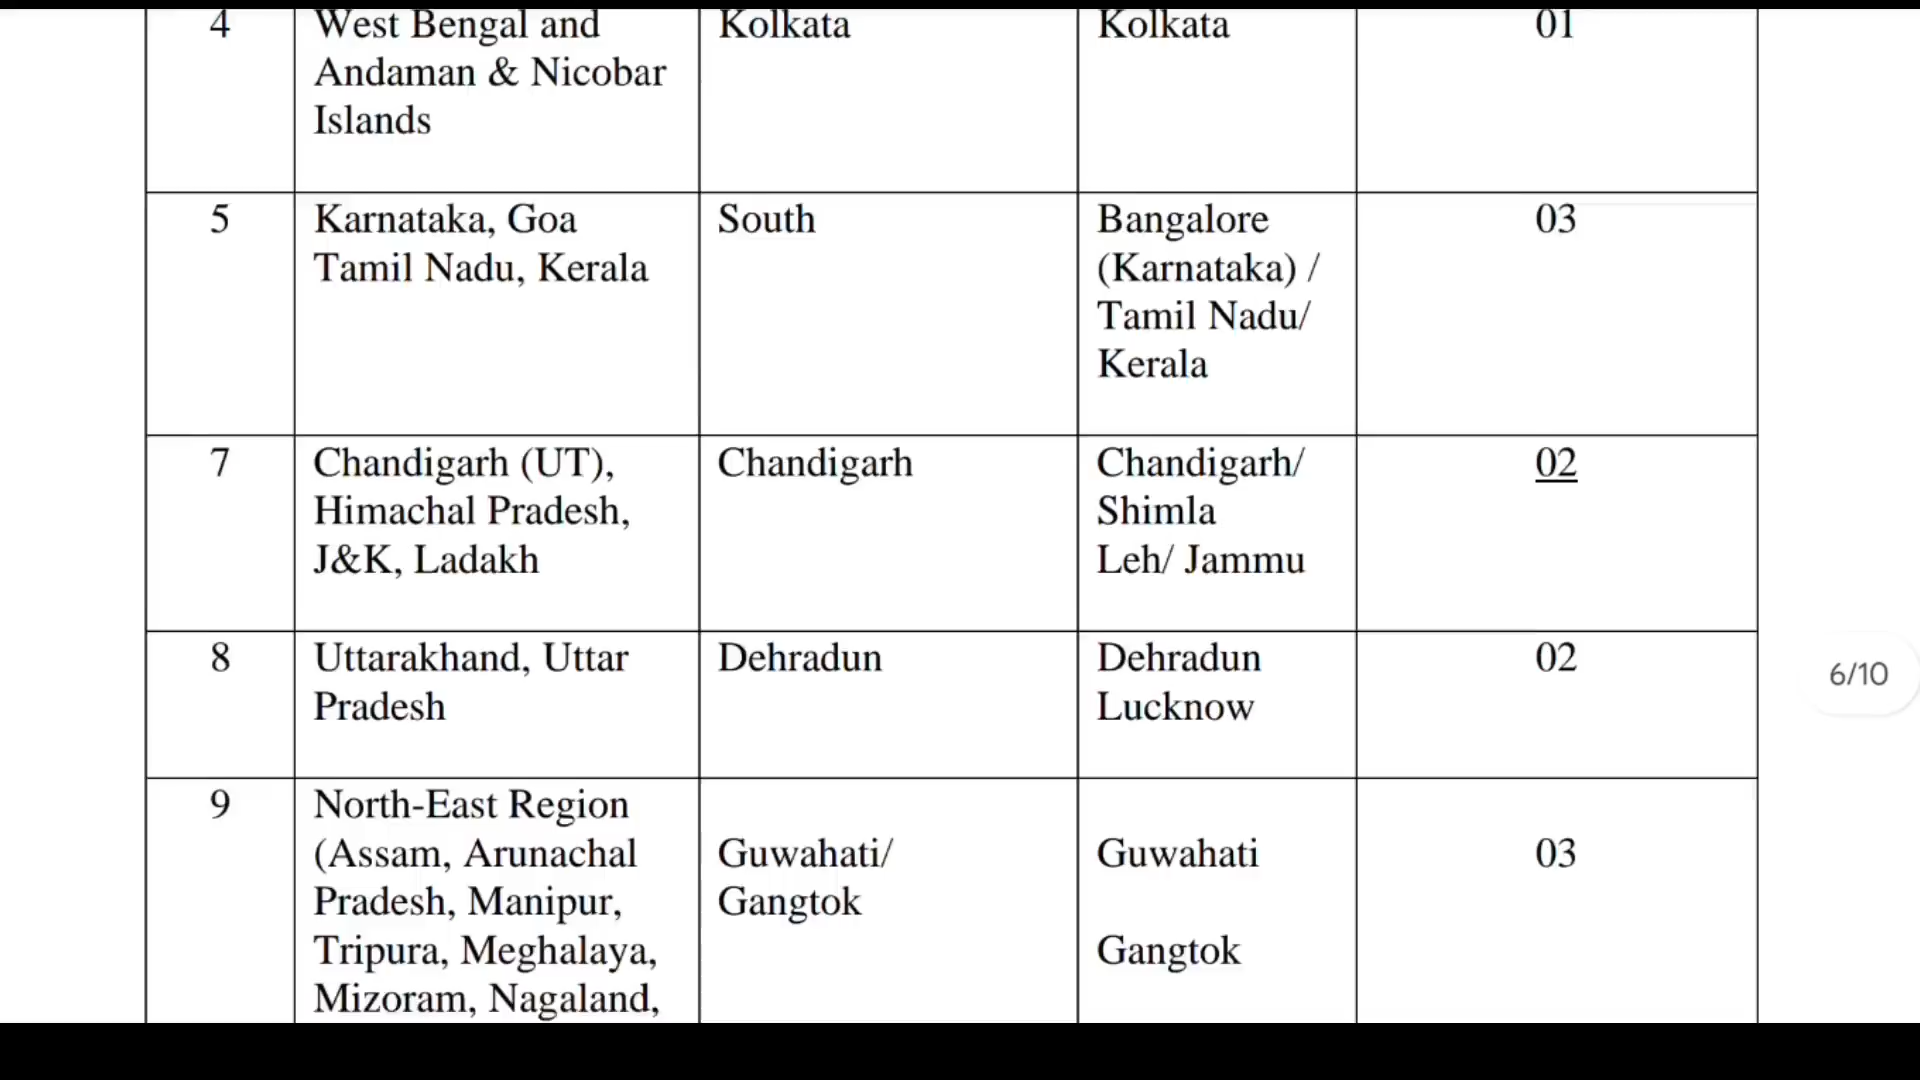 4 West Bengal and Kolkata Kolkata 01
Andaman & Nicobar
Islands
5 Karnataka, Goa South Bangalore 03
Tamil Nadu, Kerala (Karnataka) /
Tamil Nadu/
Kerala
7 Chandigarh (UT), Chandigarh Chandigarh/ 02
Himachal Pradesh, Shimla
J&K, Ladakh Leh/ Jammu
8 Uttarakhand, Uttar Dehradun Dehradun 02
Pradesh Lucknow
6/10
9 North-East Region
(Assam, Arunachal Guwahati/ Guwahati 03
Pradesh, Manipur, Gangtok
Tripura, Meghalaya, Gangtok
Mizoram, Nagaland,